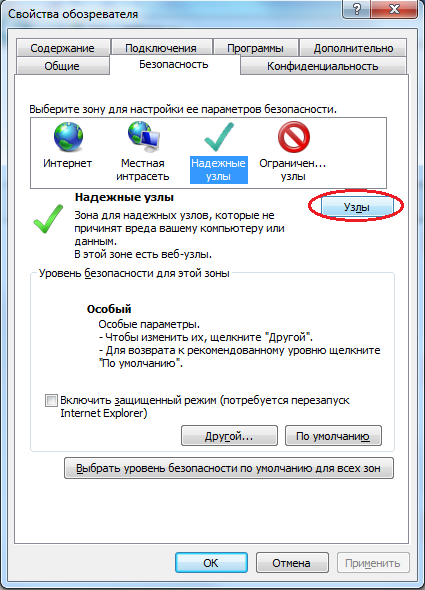 Свойства обозревателя
Содержание
Подключения
Программы
Дополнительно
Общие
Безопасность
Конфиденциальность
Выберите зону для настройки ее параметров безопасности.
Интернет
Местная
интрасеть
Надежные
узлы
Ограничен...
узлы
Надежные узлы
Узлы
Зона для надежных узлов, которые не
причинят вреда вашему компьютеру или
данным.
В этой зоне есть веб-узлы.
Уровень безопасности для этой зоны
Особый
Особые параметры.
- Чтобы изменить их, щелкните "Другой".
- Для возврата к рекомендованному уровню щелкните
"По умолчанию".
Включить защищенный режим (потребуется перезапуск
Internet Explorer)
Другой...
По умолчанию
Выбрать уровень безопасности по умолчанию для всех зон
ОК
Отмена
Применить